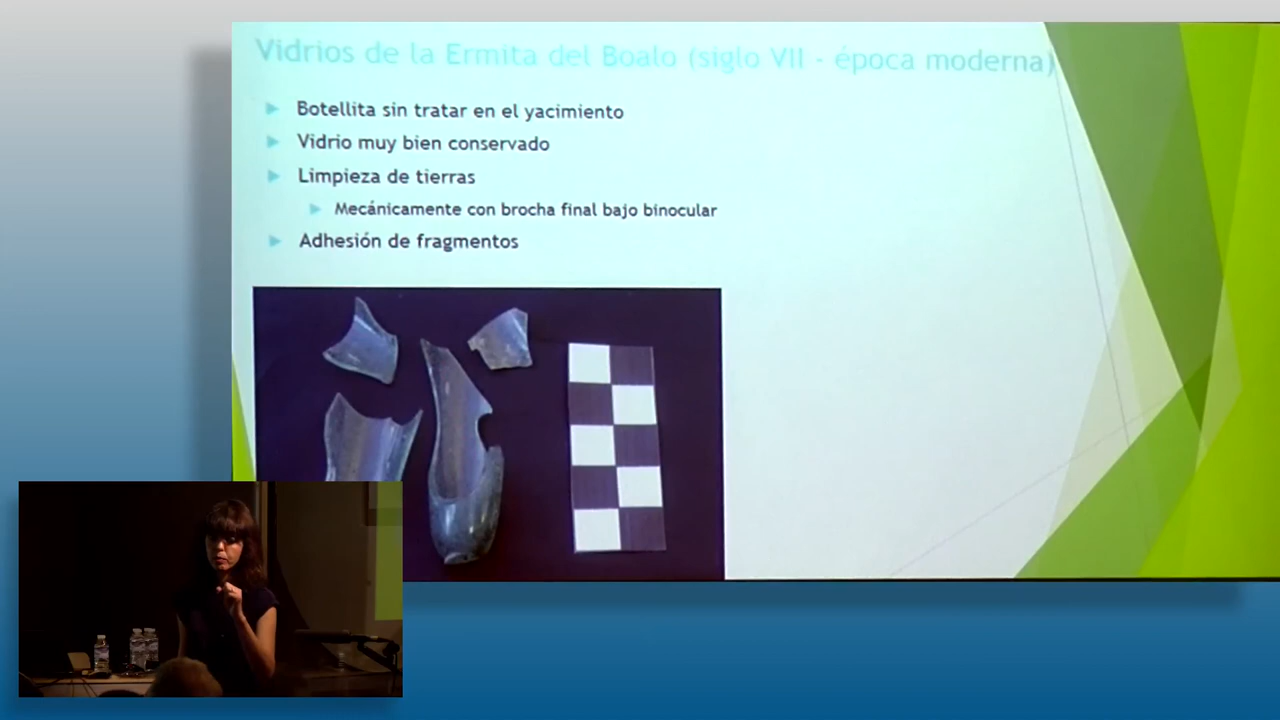 Vidrios de la Ermita del Boalo (siglo VII - época moderna)
Botellita sin tratar en el yacimiento
Vidrio muy bien conservado
Limpieza de tierras
Mecánicamente con brocha final bajo binocular
Adhesión de fragmentos